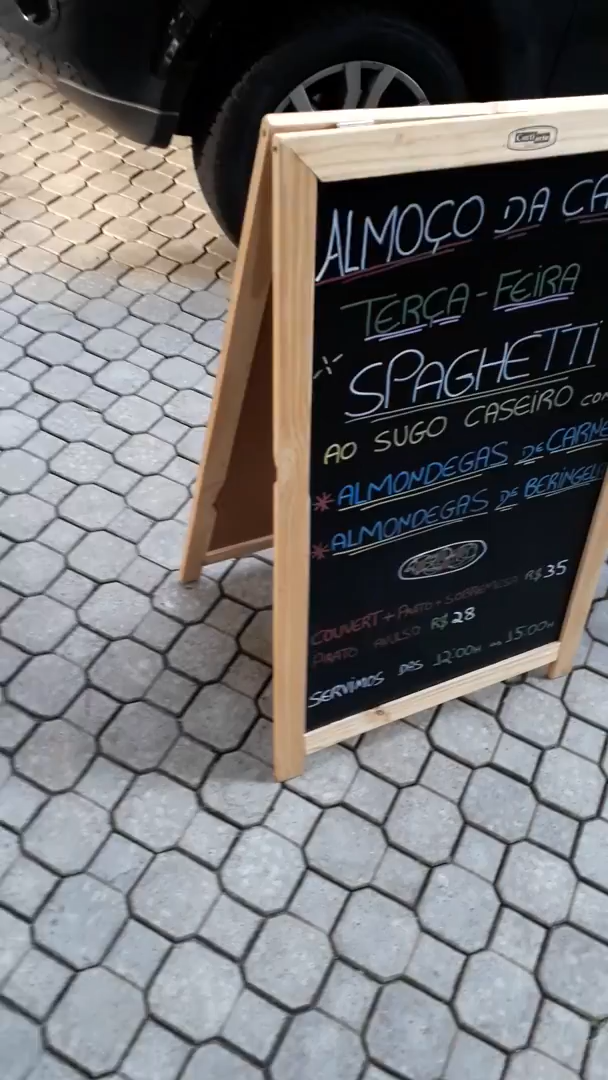 ALMOÇO DA CA
TERÇA-FEIRA
SPAGHETTI
AO SUGO CASEIRO COM
* ALMONDEGAS DE CARNE
* ALMONDEGAS DE BERINGEL
COUVERT + PRATO + SOBREMESA R$ 35
PRATO AVULSO R$ 28
SERVIMOS DAS 12:00H ÀS 15:00H